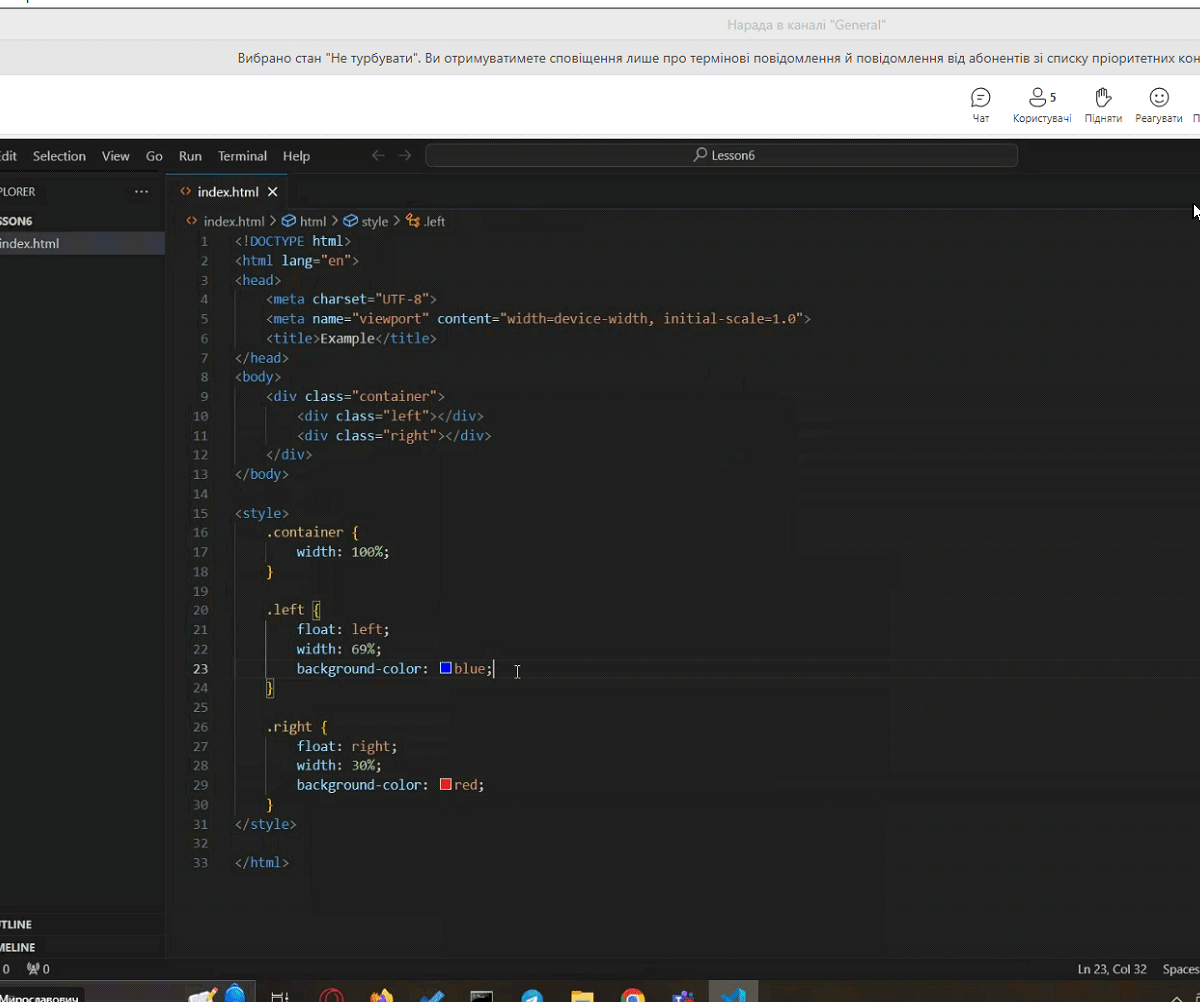 Нарада в каналі "General"
Вибрано стан "Не турбувати". Ви отримуватимете сповіщення лише про термінові повідомлення й повідомлення від абонентів зі списку пріоритетних кон
5
Чат Користувачі Підняти Реагувати П
dit Selection View Go Run Terminal Help Lesson6
PLORER ··· <> index.html ×
SSON6 <> index.html > html > style > .left
index.html
1 <!DOCTYPE html>
2 <html lang="en">
3 <head>
4 <meta charset="UTF-8">
5 <meta name="viewport" content="width=device-width, initial-scale=1.0">
6 <title>Example</title>
7 </head>
8 <body>
9 <div class="container">
10 <div class="left"></div>
11 <div class="right"></div>
12 </div>
13 </body>
14
15 <style>
16 .container {
17 width: 100%;
18 }
19
20 .left {
21 float: left;
22 width: 69%;
23 background-color: blue;
24 }
25
26 .right {
27 float: right;
28 width: 30%;
29 background-color: red;
30 }
31 </style>
32
33 </html>
TLINE
MELINE
0 0 Ln 23, Col 32 Spaces
Мирославович